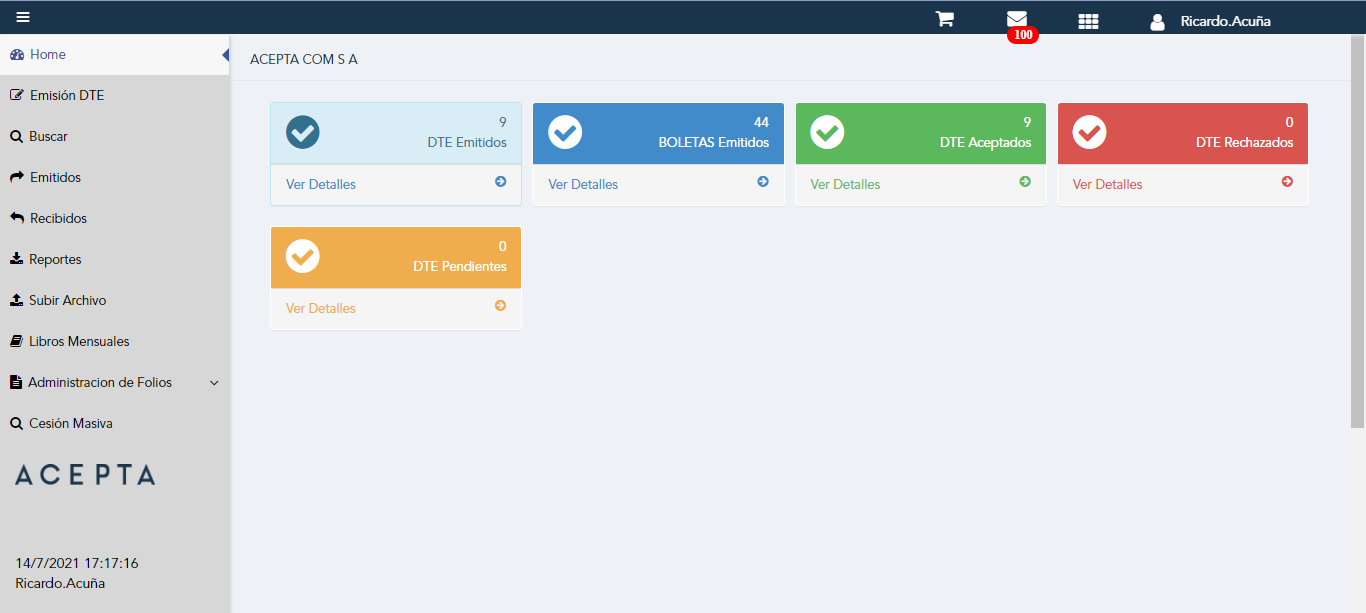 100
Ricardo.Acuña
Home
ACEPTA COM S A
Emisión DTE
Buscar
Emitidos
Recibidos
Reportes
Subir Archivo
Libros Mensuales
Administracion de Folios
Cesión Masiva
ACEPTA
14/7/2021 17:17:16
Ricardo.Acuña
9
DTE Emitidos
Ver Detalles
44
BOLETAS Emitidos
Ver Detalles
9
DTE Aceptados
Ver Detalles
0
DTE Rechazados
Ver Detalles
0
DTE Pendientes
Ver Detalles